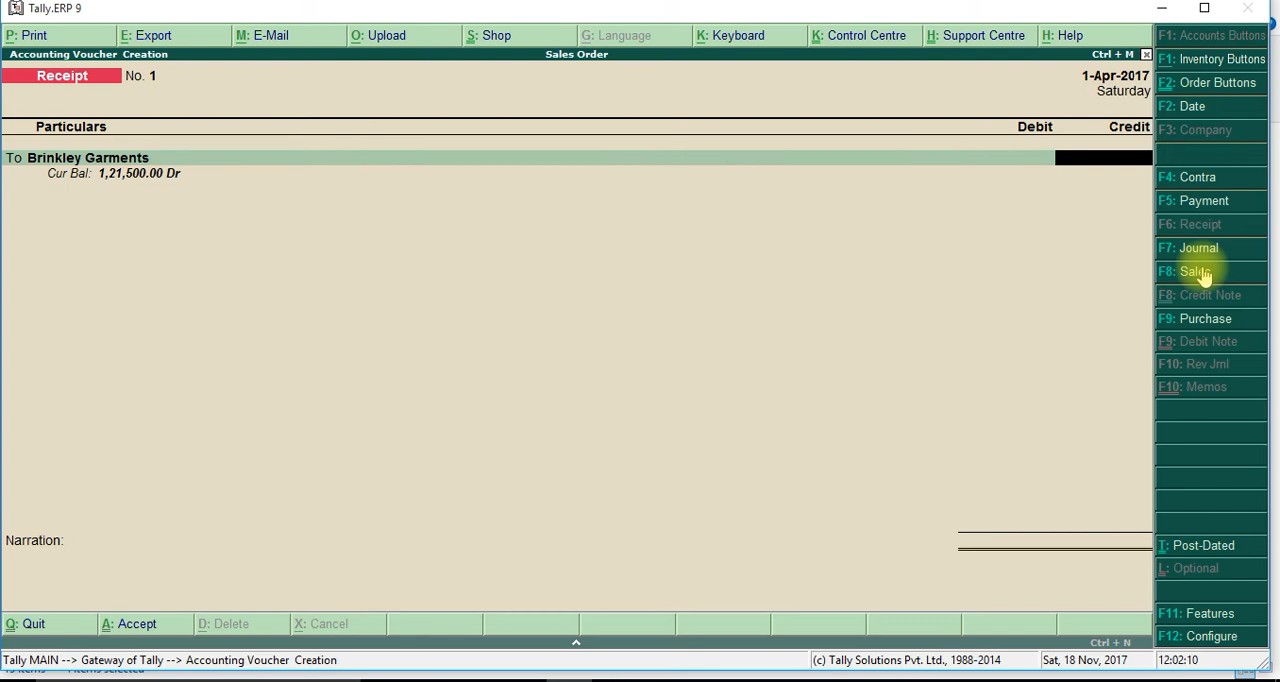 Tally.ERP 9
P: Print E: Export M: E-Mail O: Upload S: Shop G: Language K: Keyboard K: Control Centre H: Support Centre H: Help
F1: Accounts Buttons
Accounting Voucher Creation Sales Order Ctrl + M
F1: Inventory Buttons
Receipt No. 1 1-Apr-2017
F2: Order Buttons
Saturday
F2: Date
Particulars Debit Credit
F3: Company
To Brinkley Garments
Cur Bal: 1,21,500.00 Dr
F4: Contra
F5: Payment
F6: Receipt
F7: Journal
F8: Sales
F8: Credit Note
F9: Purchase
F9: Debit Note
F10: Rev Jrnl
F10: Memos
Narration:
T: Post-Dated
L: Optional
F11: Features
Q: Quit A: Accept D: Delete X: Cancel
F12: Configure
Ctrl + N
Tally MAIN --> Gateway of Tally --> Accounting Voucher Creation (c) Tally Solutions Pvt. Ltd., 1988-2014 Sat, 18 Nov, 2017 12:02:10